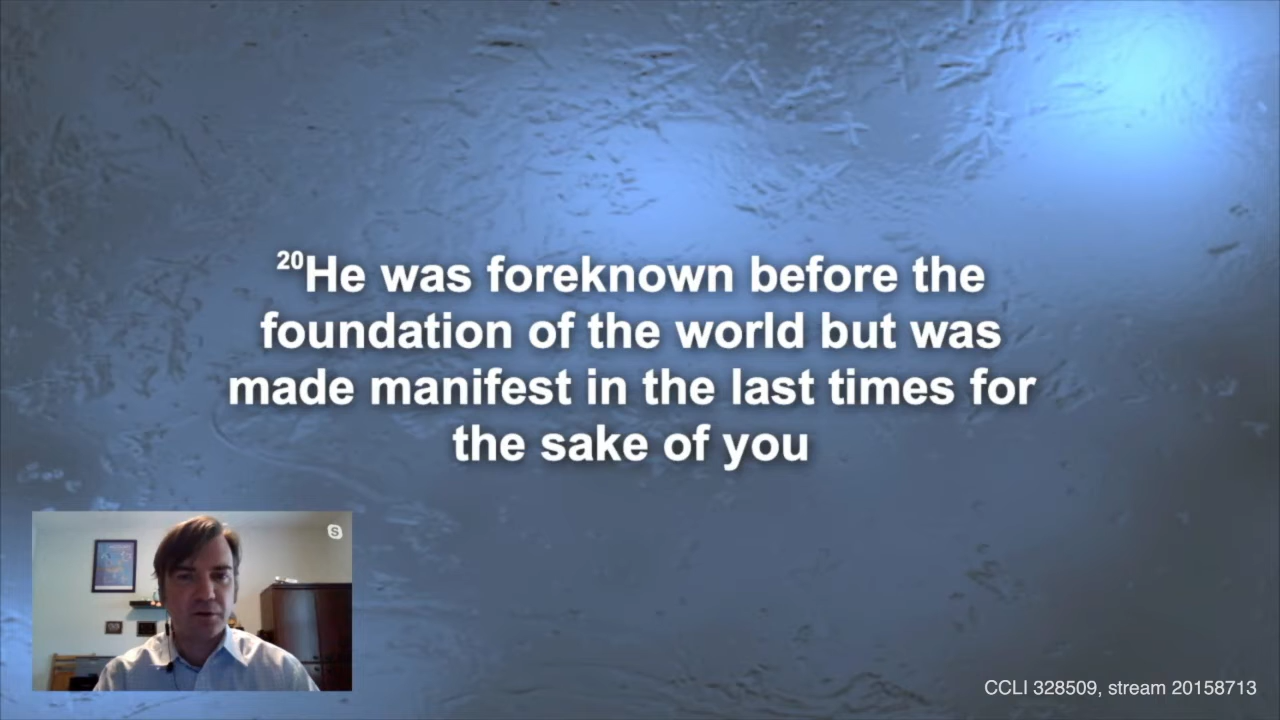 ²⁰He was foreknown before the
foundation of the world but was
made manifest in the last times for
the sake of you
S
CCLI 328509, stream 20158713